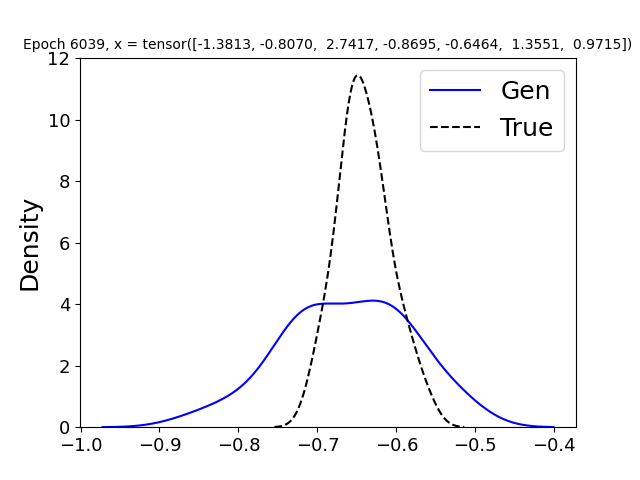 Epoch 6039, x = tensor([-1.3813, -0.8070,  2.7417, -0.8695, -0.6464,  1.3551,  0.9715])
12
10
8
6
4
2
0
Density
Gen
True
−1.0 −0.9 −0.8 −0.7 −0.6 −0.5 −0.4